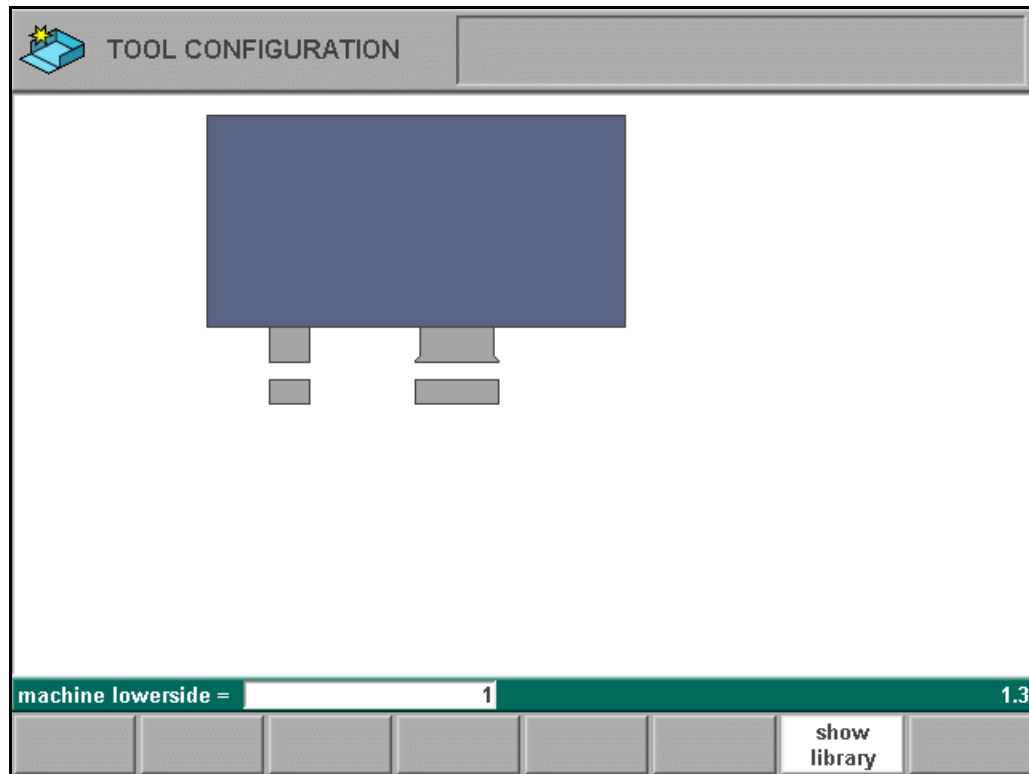 TOOL CONFIGURATION
machine lowerside = 1
1.3
show
library